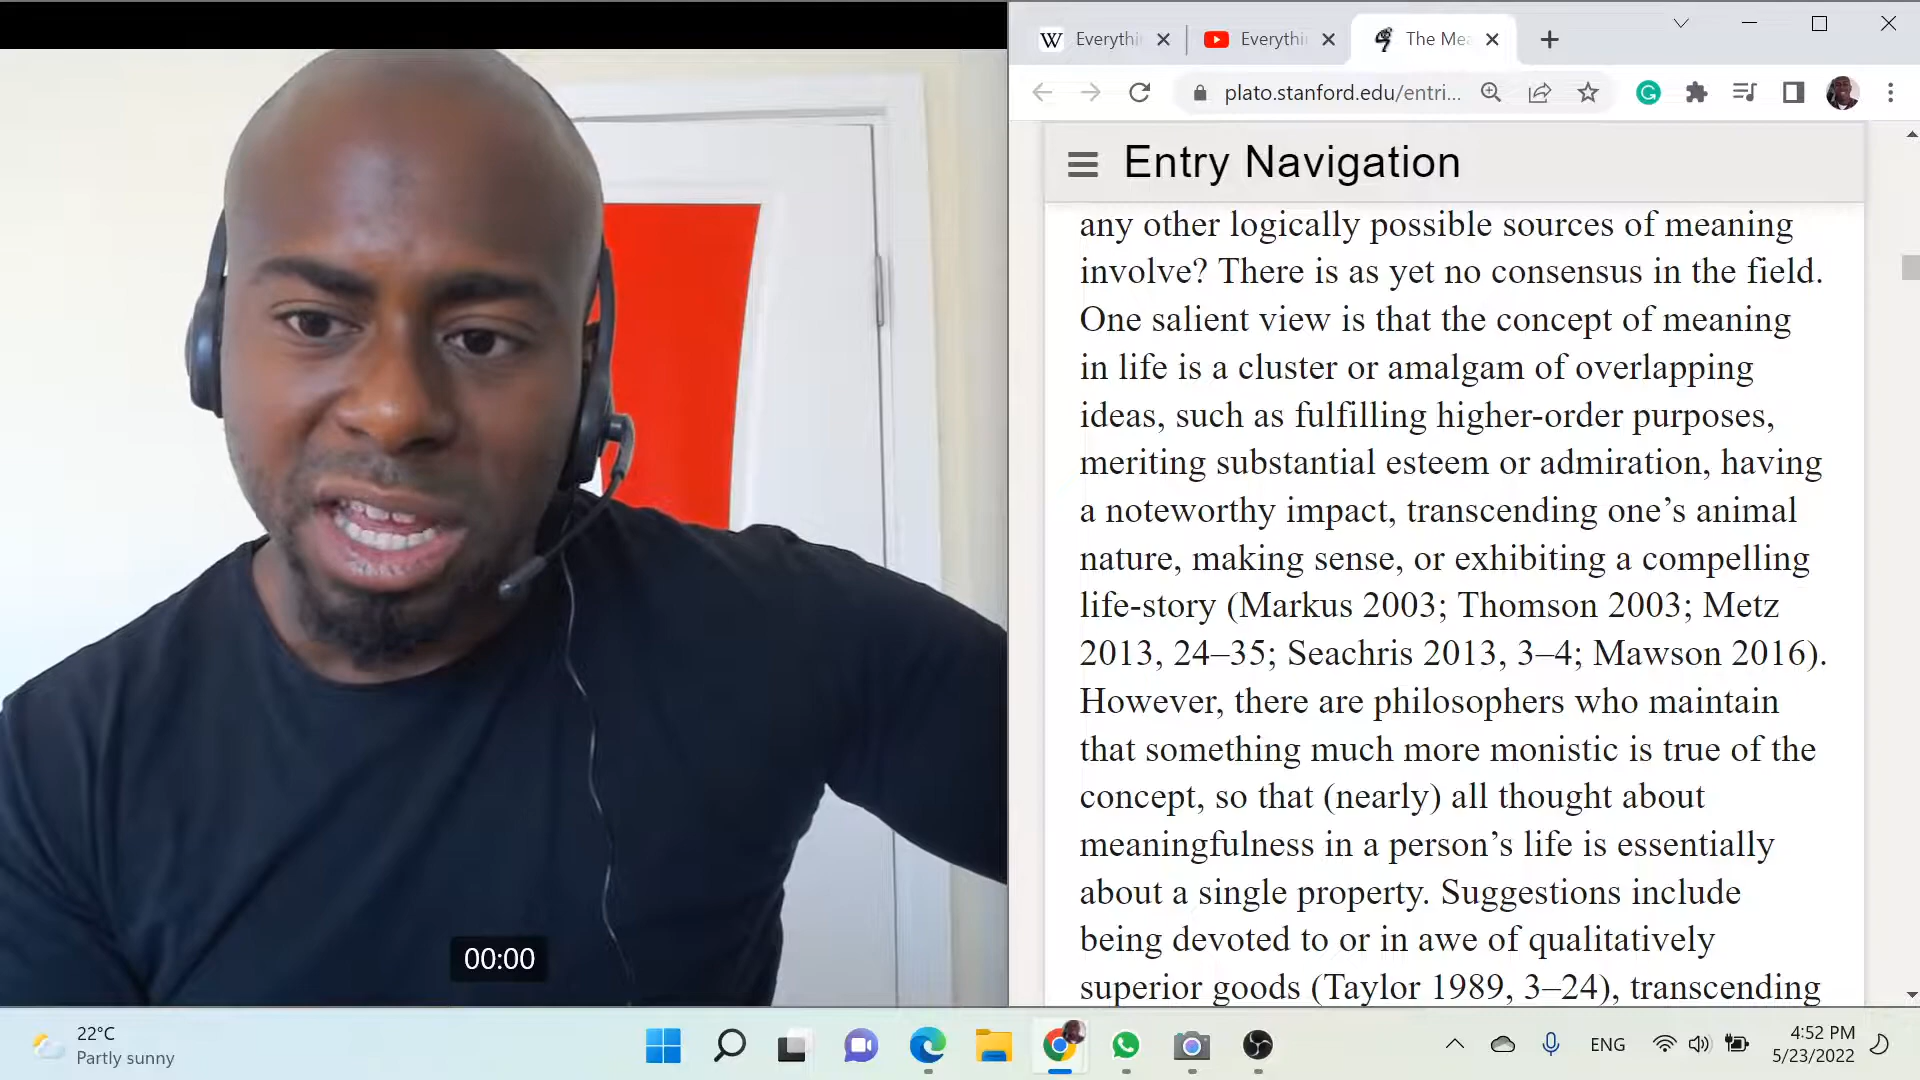 Everythi
Everythi
The Mea
plato.stanford.edu/entri...
Entry Navigation
any other logically possible sources of meaning
involve? There is as yet no consensus in the field.
One salient view is that the concept of meaning
in life is a cluster or amalgam of overlapping
ideas, such as fulfilling higher-order purposes,
meriting substantial esteem or admiration, having
a noteworthy impact, transcending one’s animal
nature, making sense, or exhibiting a compelling
life-story (Markus 2003; Thomson 2003; Metz
2013, 24–35; Seachris 2013, 3–4; Mawson 2016).
However, there are philosophers who maintain
that something much more monistic is true of the
concept, so that (nearly) all thought about
meaningfulness in a person’s life is essentially
about a single property. Suggestions include
being devoted to or in awe of qualitatively
superior goods (Taylor 1989, 3–24), transcending
00:00
22°C
Partly sunny
ENG
4:52 PM
5/23/2022